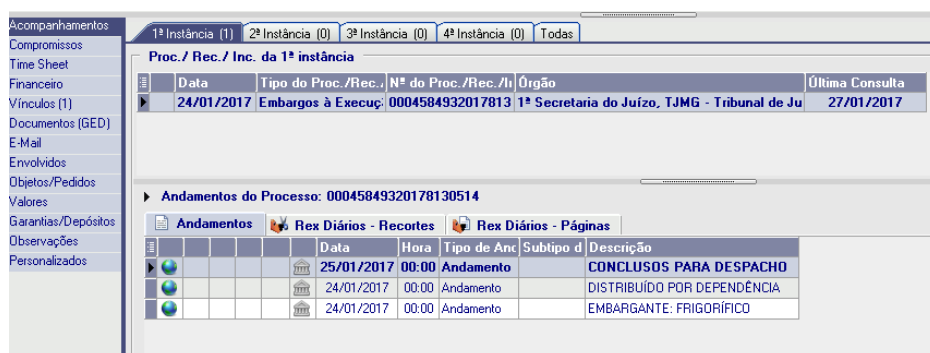 Acompanhamentos
Compromissos
Time Sheet
Financeiro
Vínculos (1)
Documentos (GED)
E-Mail
Envolvidos
Objetos/Pedidos
Valores
Garantias/Depósitos
Observações
Personalizados
1ª Instância (1) 2ª Instância (0) 3ª Instância (0) 4ª Instância (0) Todas
Proc./ Rec./ Inc. da 1ª instância
Data Tipo do Proc./Rec./ Nº do Proc./Rec./I Órgão Última Consulta
24/01/2017 Embargos à Execuç 0004584932017813 1ª Secretaria do Juízo, TJMG - Tribunal de Ju 27/01/2017
Andamentos do Processo: 00045849320178130514
Andamentos Rex Diários - Recortes Rex Diários - Páginas
Data Hora Tipo de Anc Subtipo d Descrição
25/01/2017 00:00 Andamento CONCLUSOS PARA DESPACHO
24/01/2017 00:00 Andamento DISTRIBUÍDO POR DEPENDÊNCIA
24/01/2017 00:00 Andamento EMBARGANTE: FRIGORÍFICO